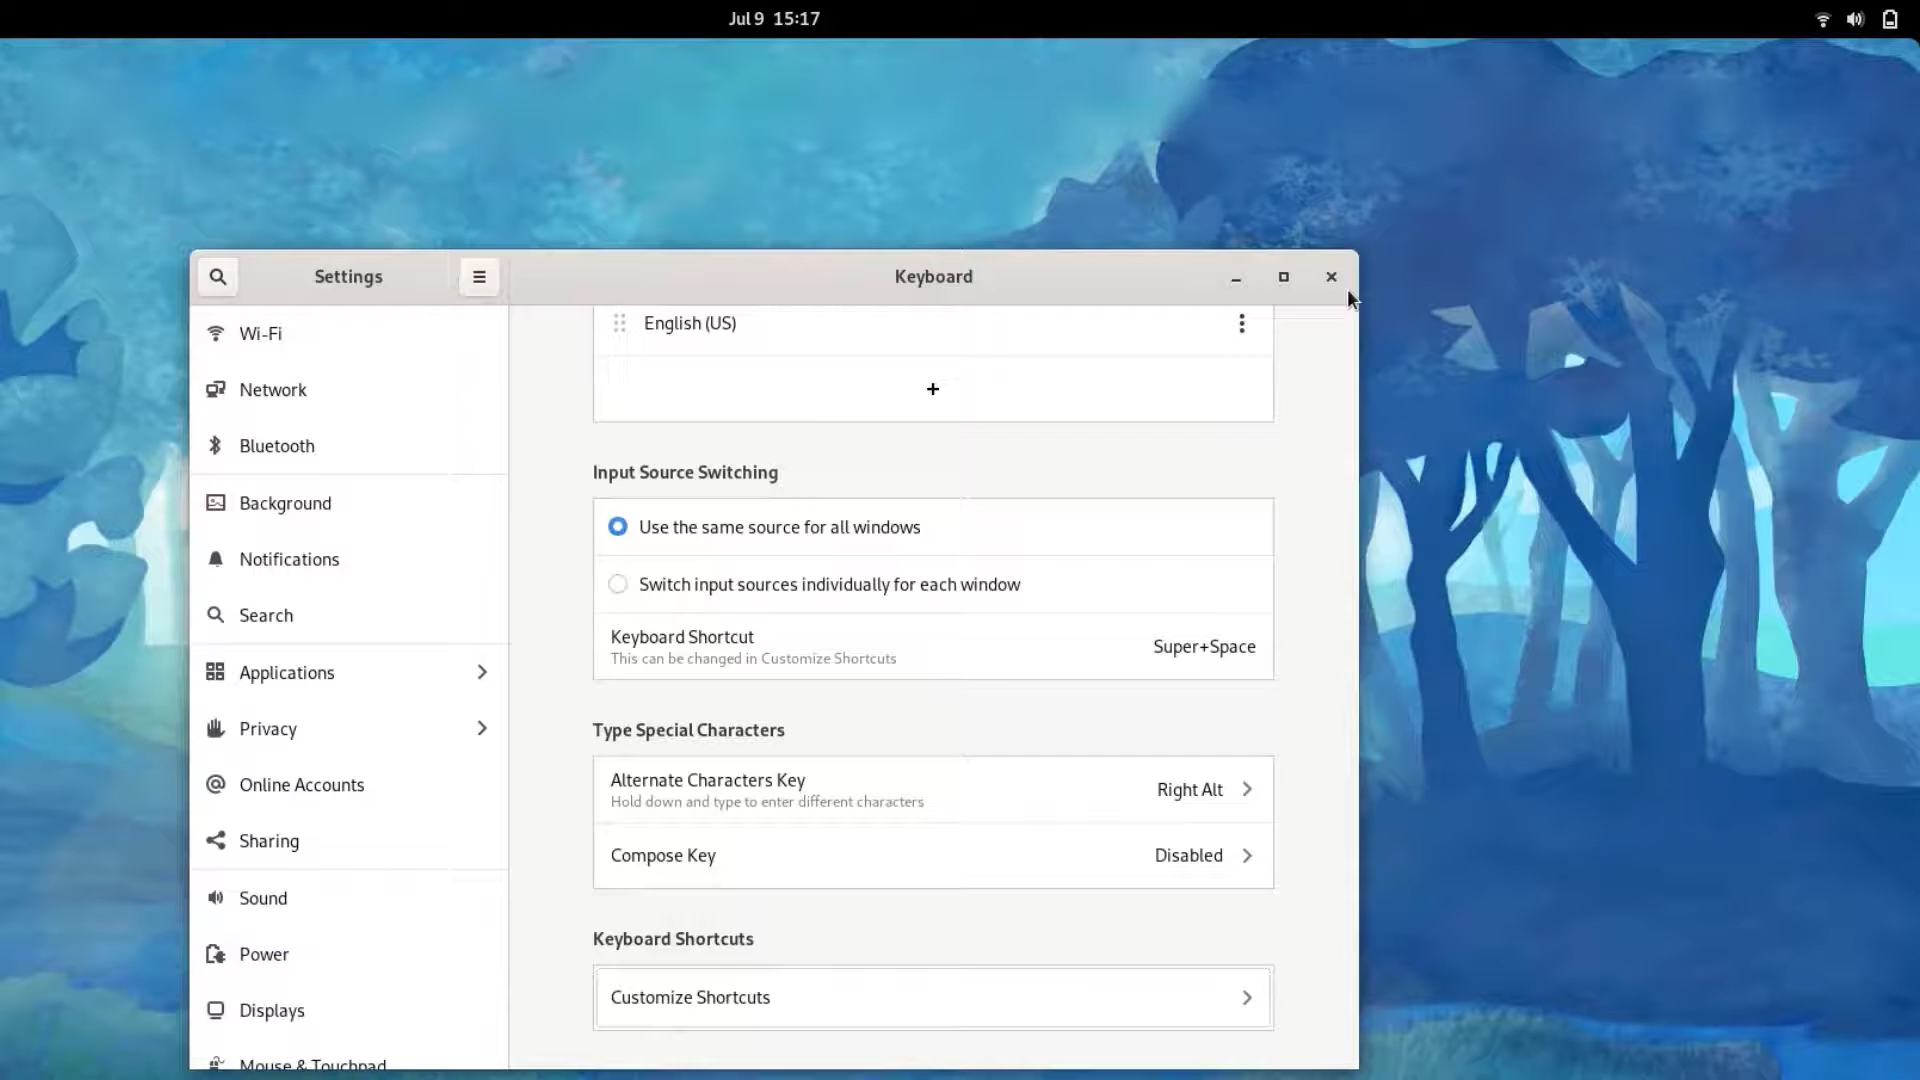 Jul 9 15:17
Settings
Keyboard
Wi-Fi
Network
Bluetooth
Background
Notifications
Search
Applications
Privacy
Online Accounts
Sharing
Sound
Power
Displays
Mouse & Touchpad
English (US)
+
Input Source Switching
Use the same source for all windows
Switch input sources individually for each window
Keyboard Shortcut
This can be changed in Customize Shortcuts
Super+Space
Type Special Characters
Alternate Characters Key
Hold down and type to enter different characters
Right Alt
Compose Key
Disabled
Keyboard Shortcuts
Customize Shortcuts